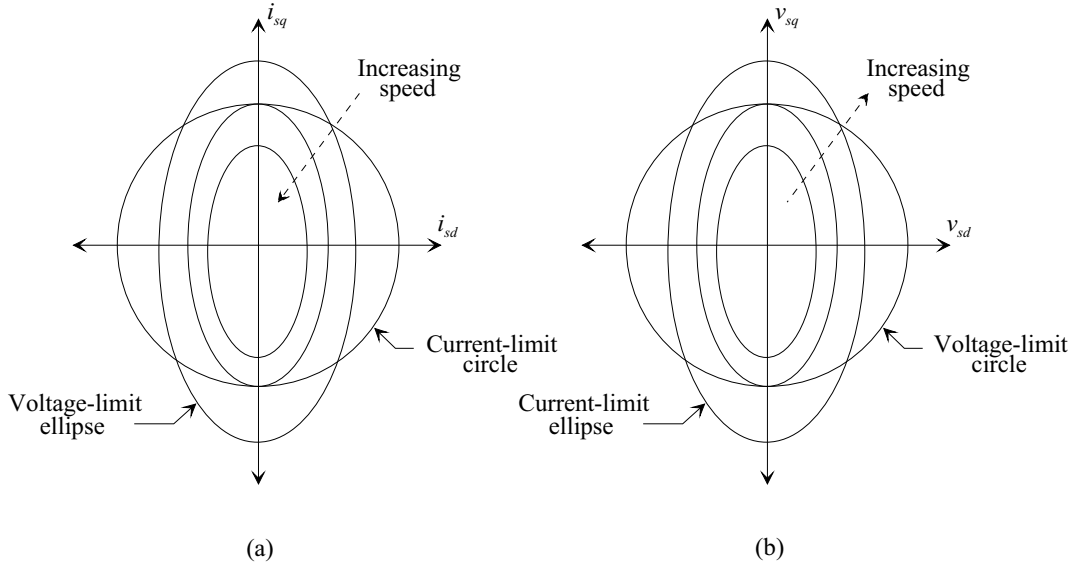 i_sq
Increasing
speed
i_sd
Current-limit
circle
Voltage-limit
ellipse
(a)
v_sq
Increasing
speed
v_sd
Voltage-limit
circle
Current-limit
ellipse
(b)